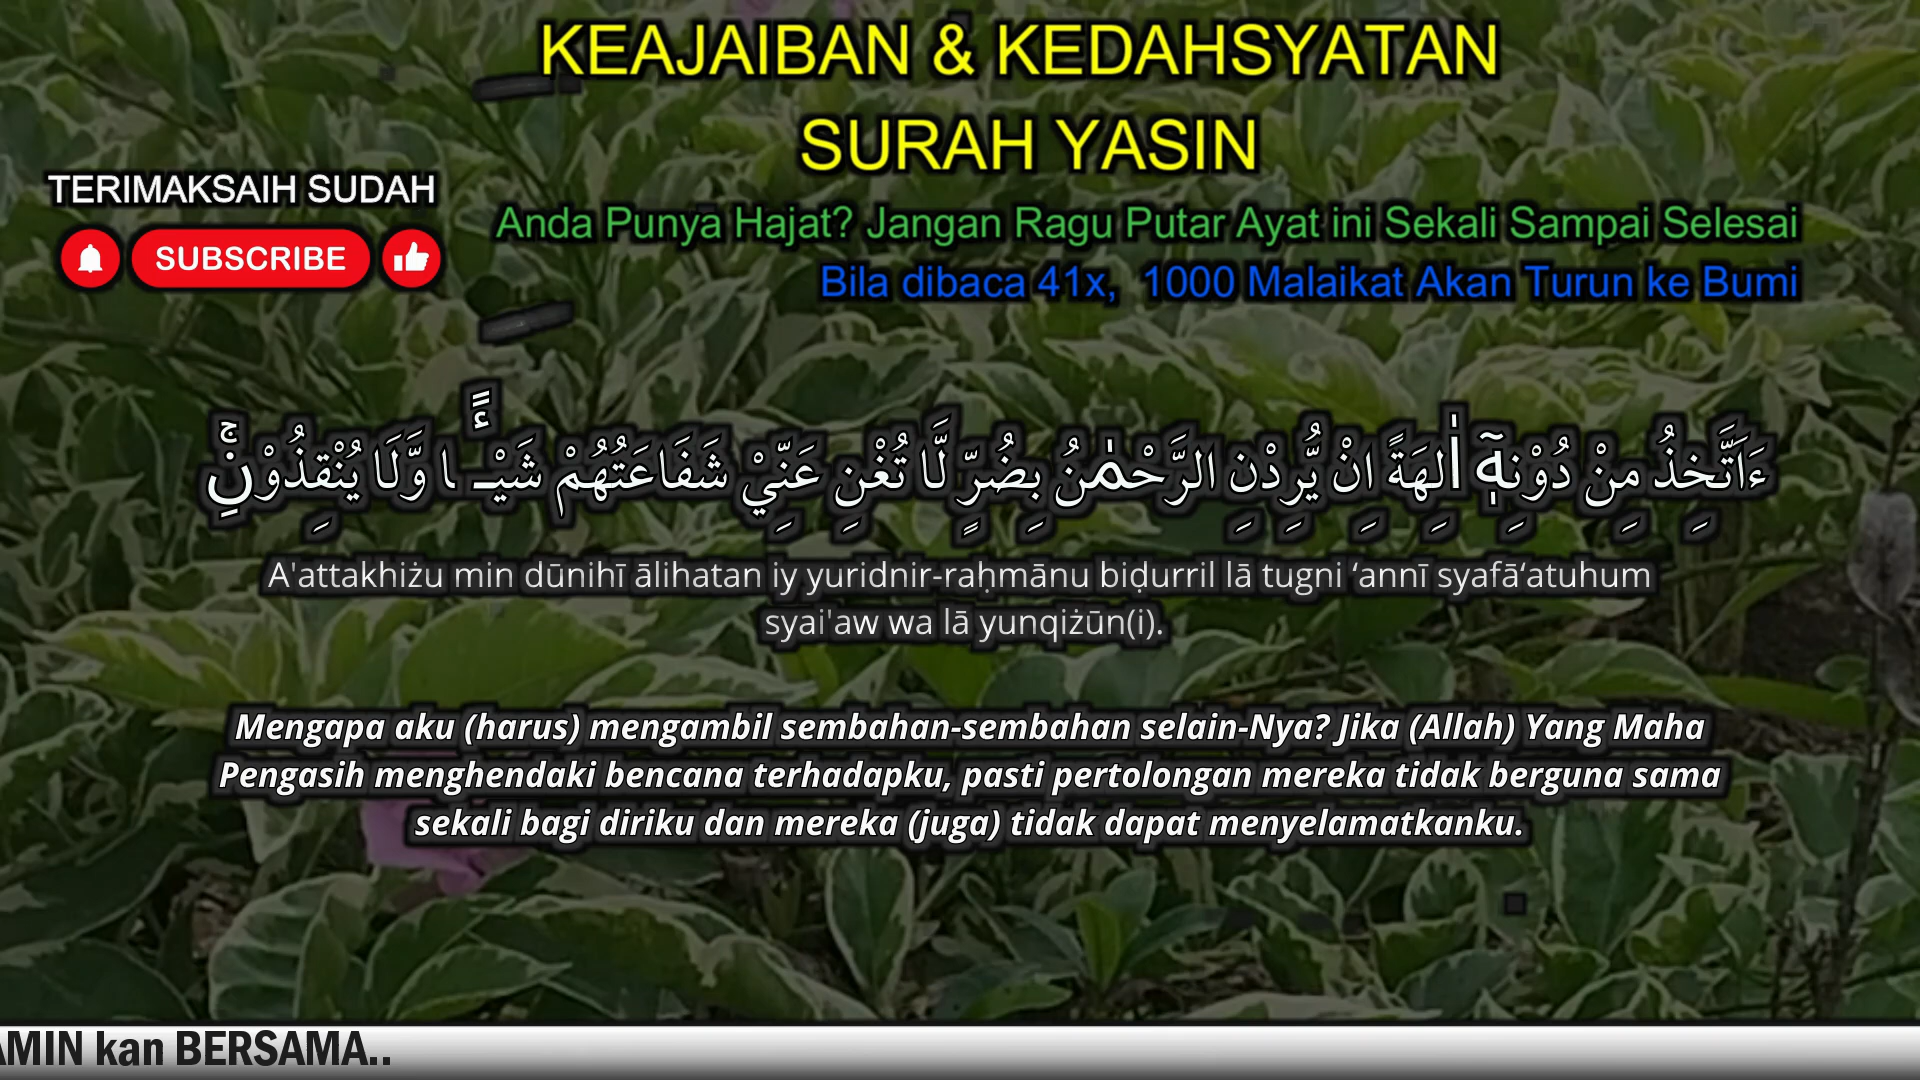 KEAJAIBAN & KEDAHSYATAN
SURAH YASIN
TERIMAKSAIH SUDAH
SUBSCRIBE
Anda Punya Hajat? Jangan Ragu Putar Ayat ini Sekali Sampai Selesai
Bila dibaca 41x, 1000 Malaikat Akan Turun ke Bumi
ءَاَتَّخِذُ مِنْ دُوْنِهٖٓ اٰلِهَةً اِنْ يُّرِدْنِ الرَّحْمٰنُ بِضُرٍّ لَّا تُغْنِ عَنِّيْ شَفَاعَتُهُمْ شَيْـًٔا وَّلَا يُنْقِذُوْنِۚ
A'attakhiżu min dūnihī ālihatan iy yuridnir-raḥmānu biḍurril lā tugni ‘annī syafā‘atuhum
syai'aw wa lā yunqiżūn(i).
Mengapa aku (harus) mengambil sembahan-sembahan selain-Nya? Jika (Allah) Yang Maha
Pengasih menghendaki bencana terhadapku, pasti pertolongan mereka tidak berguna sama
sekali bagi diriku dan mereka (juga) tidak dapat menyelamatkanku.
AMIN kan BERSAMA..